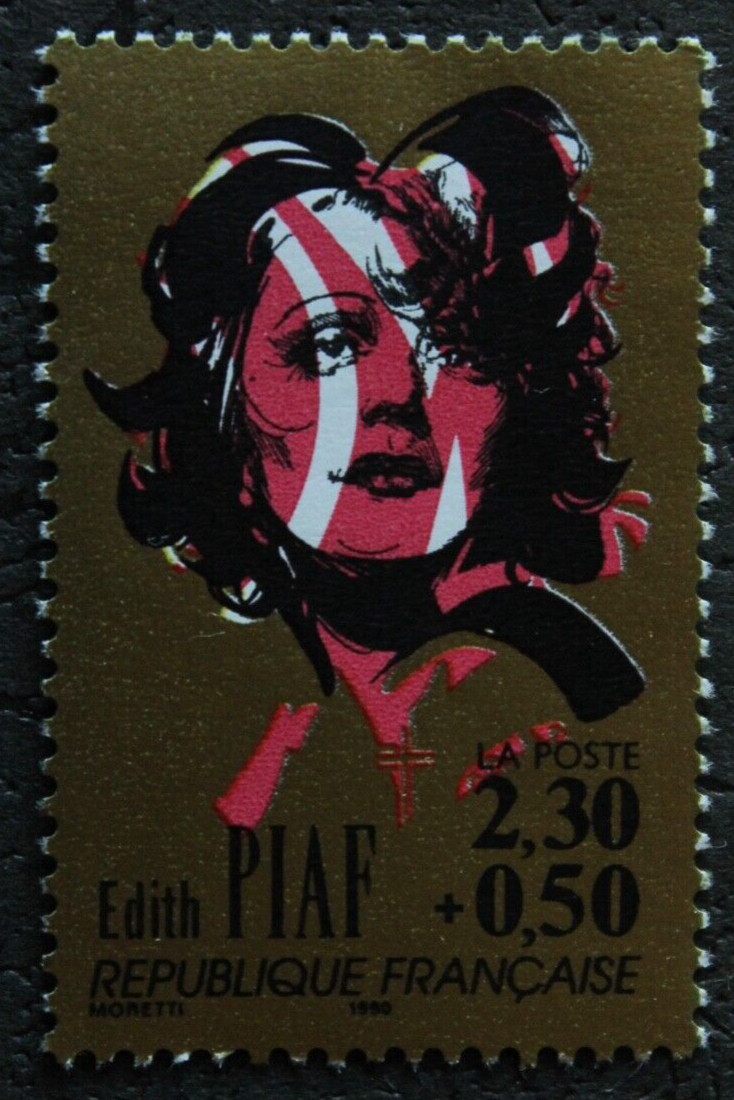 LA POSTE
2,30
+0,50
Edith PIAF
REPUBLIQUE FRANÇAISE
MORETTI 1990